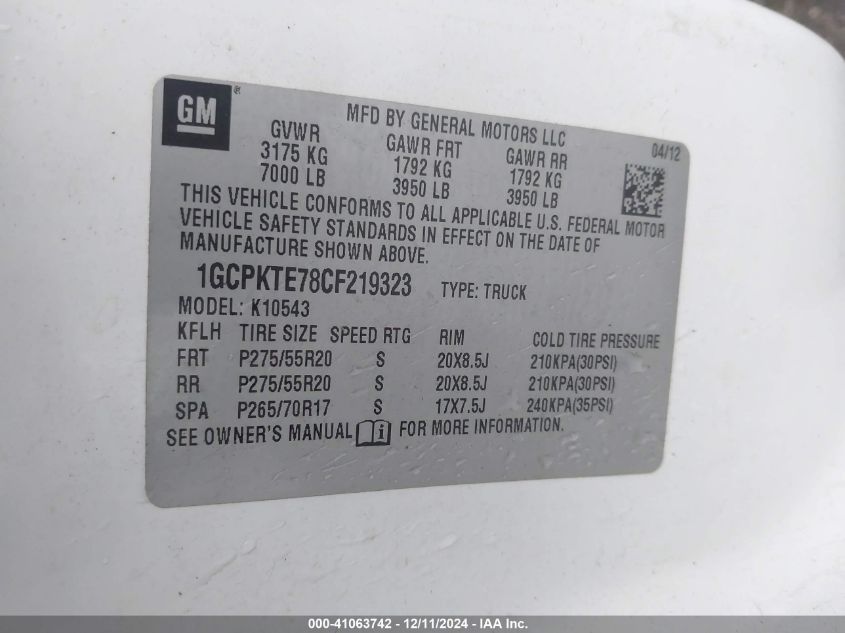 GM®
MFD BY GENERAL MOTORS LLC
04/12
GVWR GAWR FRT GAWR RR
3175 KG 1792 KG 1792 KG
7000 LB 3950 LB 3950 LB
THIS VEHICLE CONFORMS TO ALL APPLICABLE U.S. FEDERAL MOTOR
VEHICLE SAFETY STANDARDS IN EFFECT ON THE DATE OF
MANUFACTURE SHOWN ABOVE.
1GCPKTE78CF219323 TYPE: TRUCK
MODEL: K10543
KFLH TIRE SIZE SPEED RTG RIM COLD TIRE PRESSURE
FRT P275/55R20 S 20X8.5J 210KPA(30PSI)
RR P275/55R20 S 20X8.5J 210KPA(30PSI)
SPA P265/70R17 S 17X7.5J 240KPA(35PSI)
SEE OWNER'S MANUAL i FOR MORE INFORMATION.
000-41063742 - 12/11/2024 - IAA Inc.